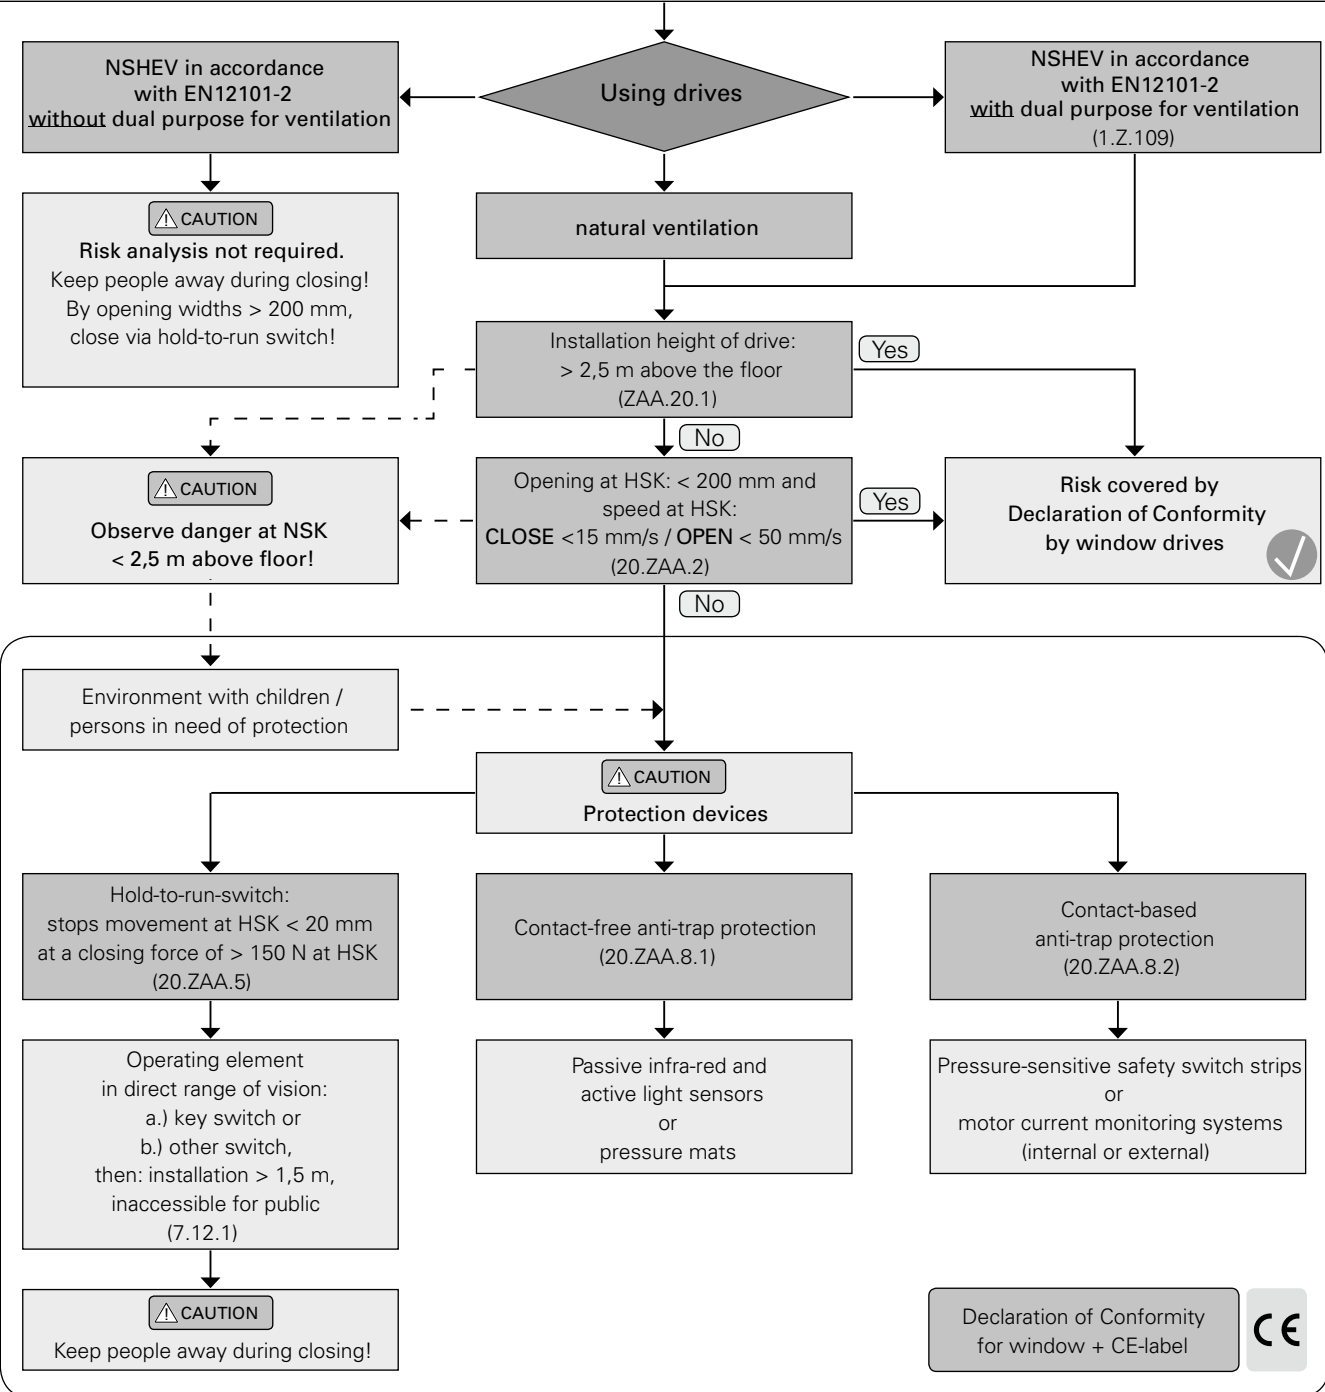 NSHEV in accordance
with EN12101-2
without dual purpose for ventilation
Using drives
NSHEV in accordance
with EN12101-2
with dual purpose for ventilation
(1.Z.109)
CAUTION
Risk analysis not required.
Keep people away during closing!
By opening widths > 200 mm,
close via hold-to-run switch!
natural ventilation
Installation height of drive:
> 2,5 m above the floor
(ZAA.20.1)
Yes
No
CAUTION
Observe danger at NSK
< 2,5 m above floor!
Opening at HSK: < 200 mm and
speed at HSK:
CLOSE <15 mm/s / OPEN < 50 mm/s
(20.ZAA.2)
Yes
No
Risk covered by
Declaration of Conformity
by window drives
Environment with children /
persons in need of protection
CAUTION
Protection devices
Hold-to-run-switch:
stops movement at HSK < 20 mm
at a closing force of > 150 N at HSK
(20.ZAA.5)
Contact-free anti-trap protection
(20.ZAA.8.1)
Contact-based
anti-trap protection
(20.ZAA.8.2)
Operating element
in direct range of vision:
a.) key switch or
b.) other switch,
then: installation > 1,5 m,
inaccessible for public
(7.12.1)
Passive infra-red and
active light sensors
or
pressure mats
Pressure-sensitive safety switch strips
or
motor current monitoring systems
(internal or external)
CAUTION
Keep people away during closing!
Declaration of Conformity
for window + CE-label
CE